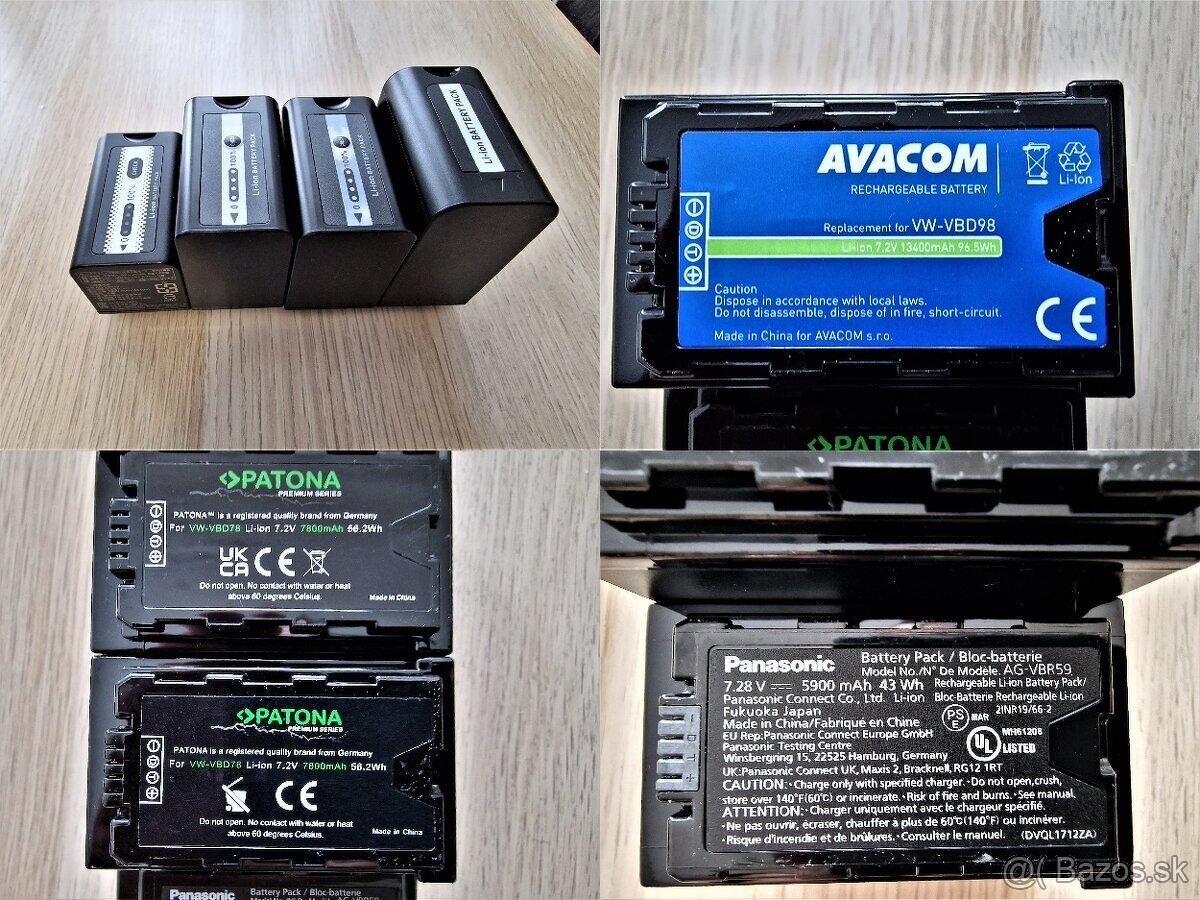 0 100% CHECK
0 100%
Li-ion BATTERY PACK
0 100%
Li-ion BATTERY PACK
Li-ion BATTERY PACK
AVACOM
RECHARGEABLE BATTERY
Li-Ion
Replacement for VW-VBD98
Li-Ion 7,2V 13400mAh 96.5Wh
D
T
Caution
Dispose in accordance with local laws.
Do not disassemble, dispose of in fire, short-circuit.
Made in China for AVACOM s.r.o.
CE
PATONA
PATONA
PREMIUM SERIES
PATONA™ is a registered quality brand from Germany
For VW-VBD78 Li-Ion 7.2V 7800mAh 56.2Wh
D
T
UK
CA
CE
Do not open. No contact with water or heat
above 60 degrees Celsius.
Made in China
PATONA
PREMIUM SERIES
PATONA is a registered quality brand from Germany
For VW-VBD78 Li-Ion 7.2V 7800mAh 56.2Wh
D
T
CE
Do not open. No contact with water or heat
above 60 degrees Celsius.
Made in China
Panasonic
Battery Pack / Bloc-batterie
Panasonic
Battery Pack / Bloc-batterie
Model No./N° De Modèle. AG-VBR59
7.28 V 5900 mAh 43 Wh
Rechargeable Li-ion Battery Pack/
Panasonic Connect Co., Ltd. Li-ion
Bloc-Batterie Rechargeable Li-ion
Fukuoka Japan
2INR19/66-2
Made in China/Fabriqué en Chine
PS
E
MAR
EU Rep:Panasonic Connect Europe GmbH
MH61208
Panasonic Testing Centre
UL
LISTED
Winsbergring 15, 22525 Hamburg, Germany
UK:Panasonic Connect UK, Maxis 2, Bracknell, RG12 1RT
CAUTION:・Charge only with specified charger.・Do not open,crush,
store over 140°F(60°C) or incinerate.・Risk of fire and burns.・See manual.
ATTENTION:・Charger uniquement avec le chargeur spécifié.
・Ne pas ouvrir, écraser, chauffer à plus de 60°C(140°F) ou incinérer.
・Risque d'incendie et de brûlures.・Consulter le manuel. (DVQL1712ZA)
@( Bazos.sk